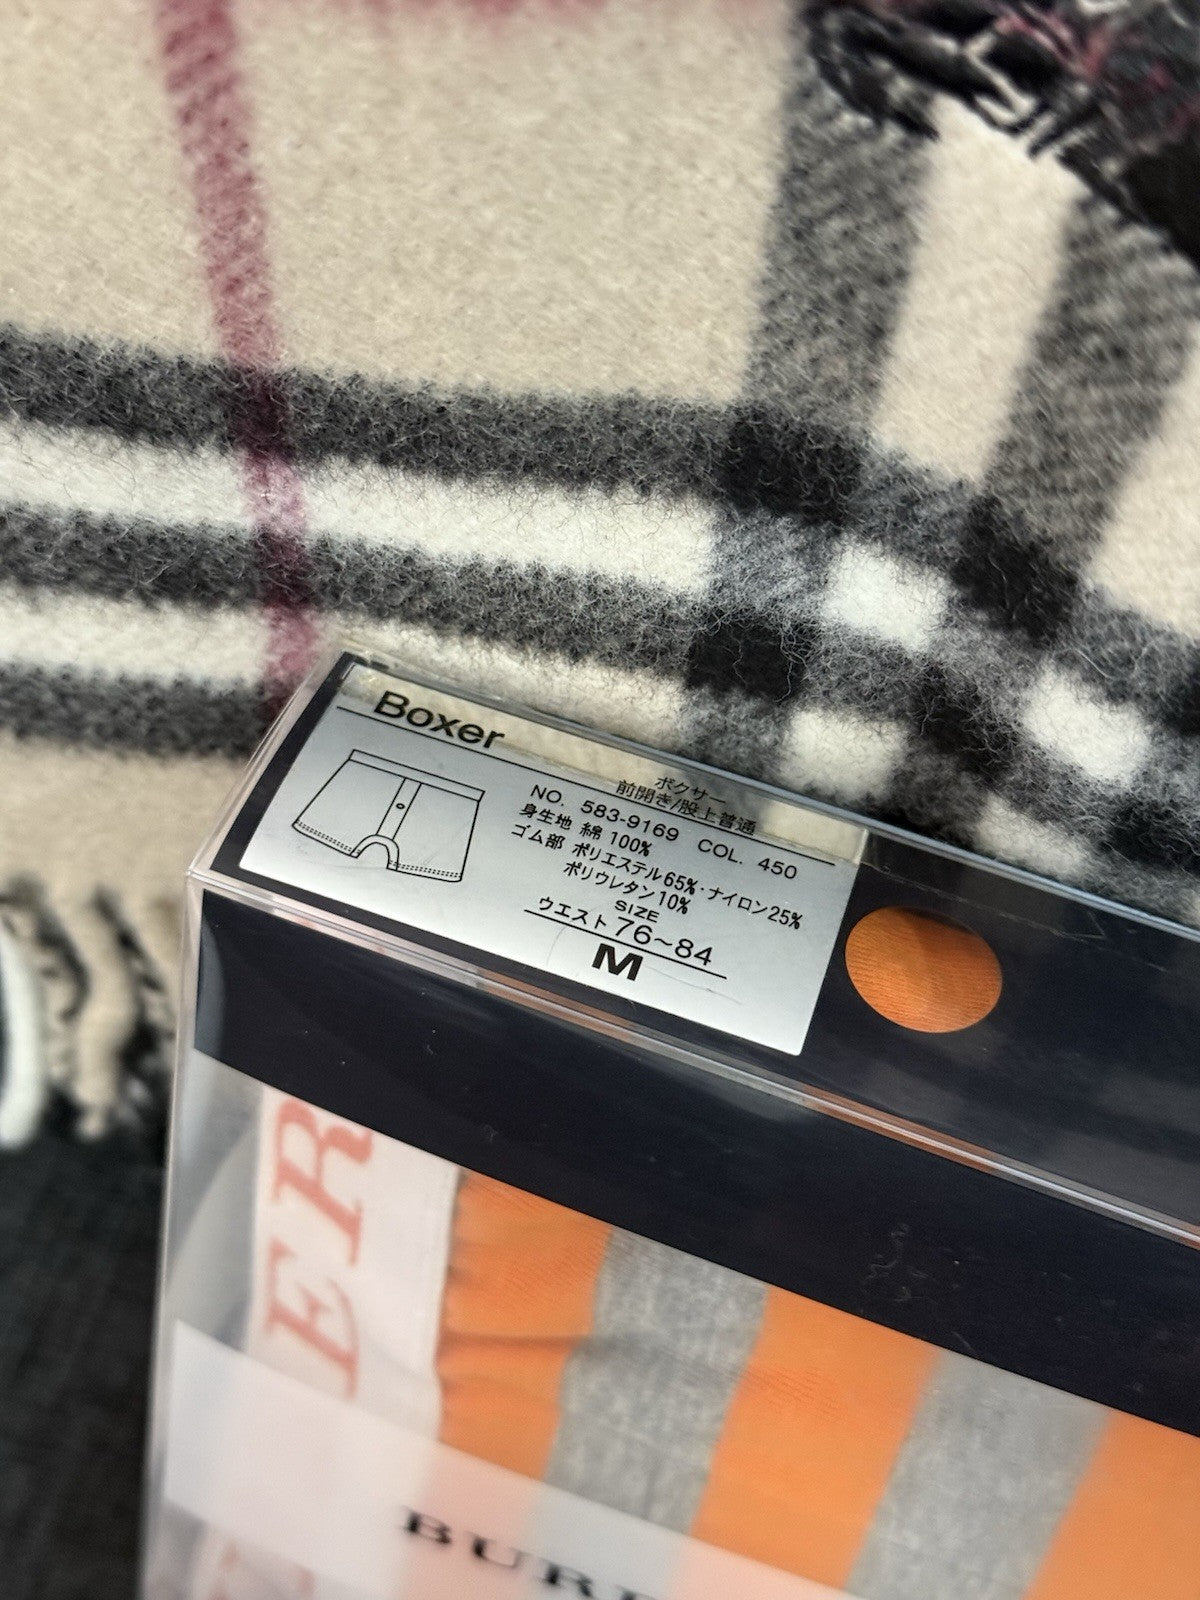 Boxer
ボクサー
前開き/股上普通
NO. 583-9169 COL. 450
身生地 綿 100%
ゴム部 ポリエステル65%・ナイロン25%
ポリウレタン10%
SIZE
ウエスト 76~84
M
ER
BUR